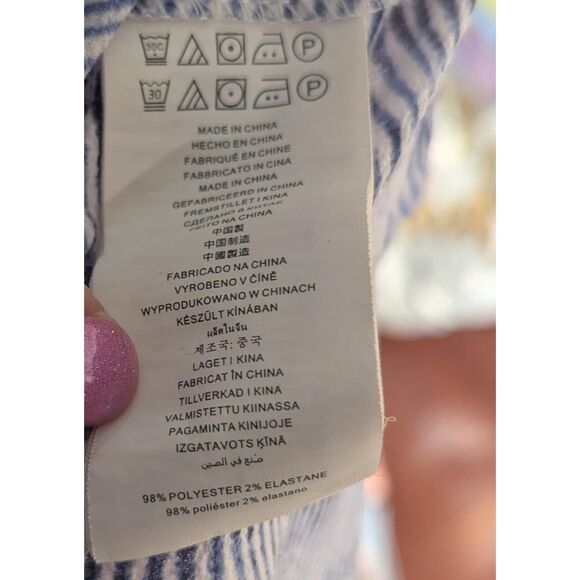 30C P
30 P
MADE IN CHINA
HECHO EN CHINA
FABRIQUÉ EN CHINE
FABBRICATO IN CINA
MADE IN CHINA
GEFABRICEERD IN CHINA
FREMSTILLET I KINA
СДЕЛАНО В КИТАЕ
FEITO NA CHINA
中国製
中国制造
中國製造
FABRICADO NA CHINA
VYROBENO V ČÍNĚ
WYPRODUKOWANO W CHINACH
KÉSZÜLT KÍNÁBAN
ผลิตในจีน
제조국: 중국
LAGET I KINA
FABRICAT ÎN CHINA
TILLVERKAD I KINA
VALMISTETTU KIINASSA
PAGAMINTA KINIJOJE
IZGATAVOTS ĶĪNĀ
صنع في الصين
98% POLYESTER 2% ELASTANE
98% poliéster 2% elastano